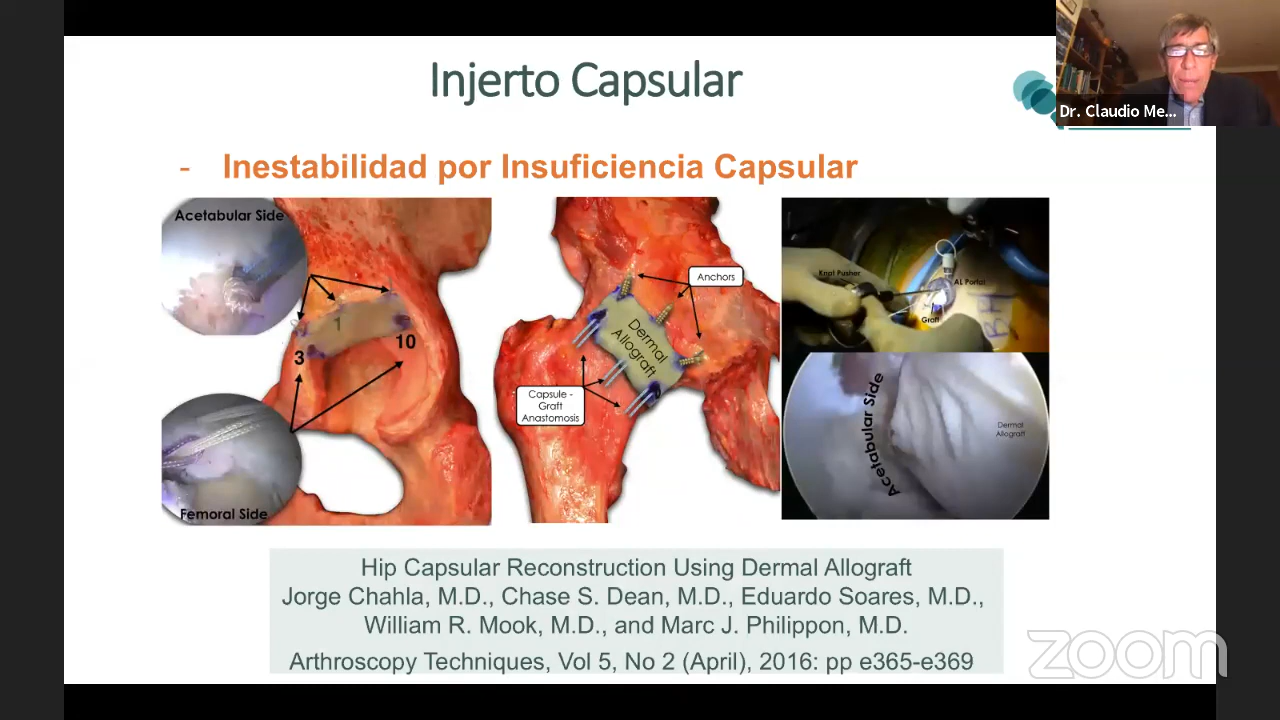 Injerto Capsular
Dr. Claudio Me...
- Inestabilidad por Insuficiencia Capsular
Acetabular Side
1
3
10
Femoral Side
Anchors
Dermal
Allograft
Capsule -
Graft
Anastomosis
Knot Pusher
AL Portal
Graft
Acetabular Side
Dermal
Allograft
Hip Capsular Reconstruction Using Dermal Allograft
Jorge Chahla, M.D., Chase S. Dean, M.D., Eduardo Soares, M.D.,
William R. Mook, M.D., and Marc J. Philippon, M.D.
Arthroscopy Techniques, Vol 5, No 2 (April), 2016: pp e365-e369
zoom